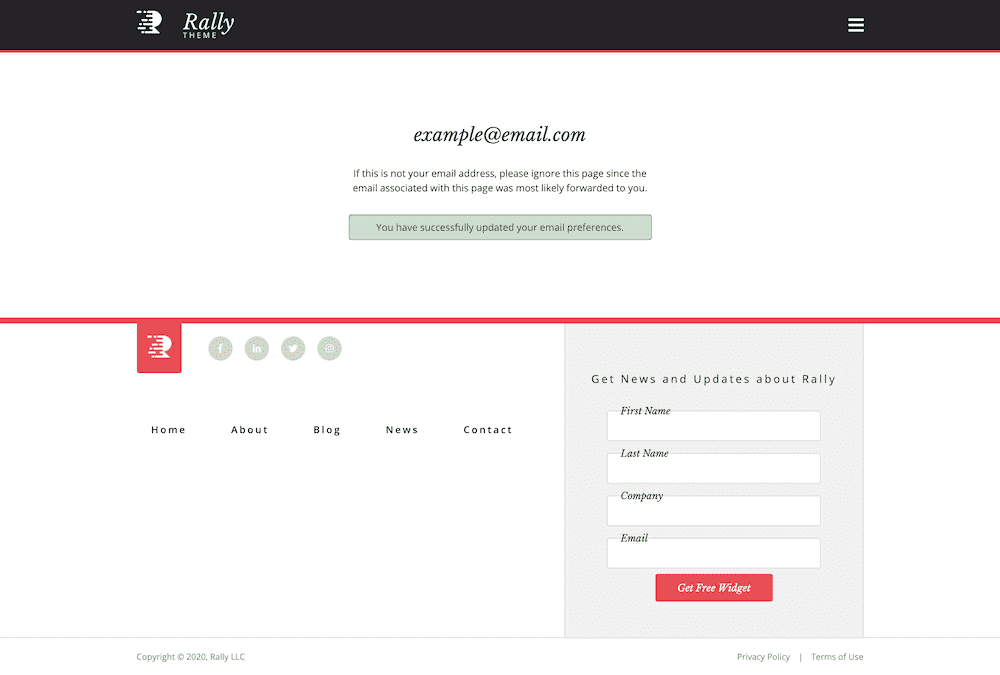 Rally
THEME
example@email.com
If this is not your email address, please ignore this page since the
email associated with this page was most likely forwarded to you.
You have successfully updated your email preferences.
Get News and Updates about Rally
First Name
Last Name
Company
Email
Get Free Widget
Home About Blog News Contact
Copyright © 2020, Rally LLC
Privacy Policy | Terms of Use